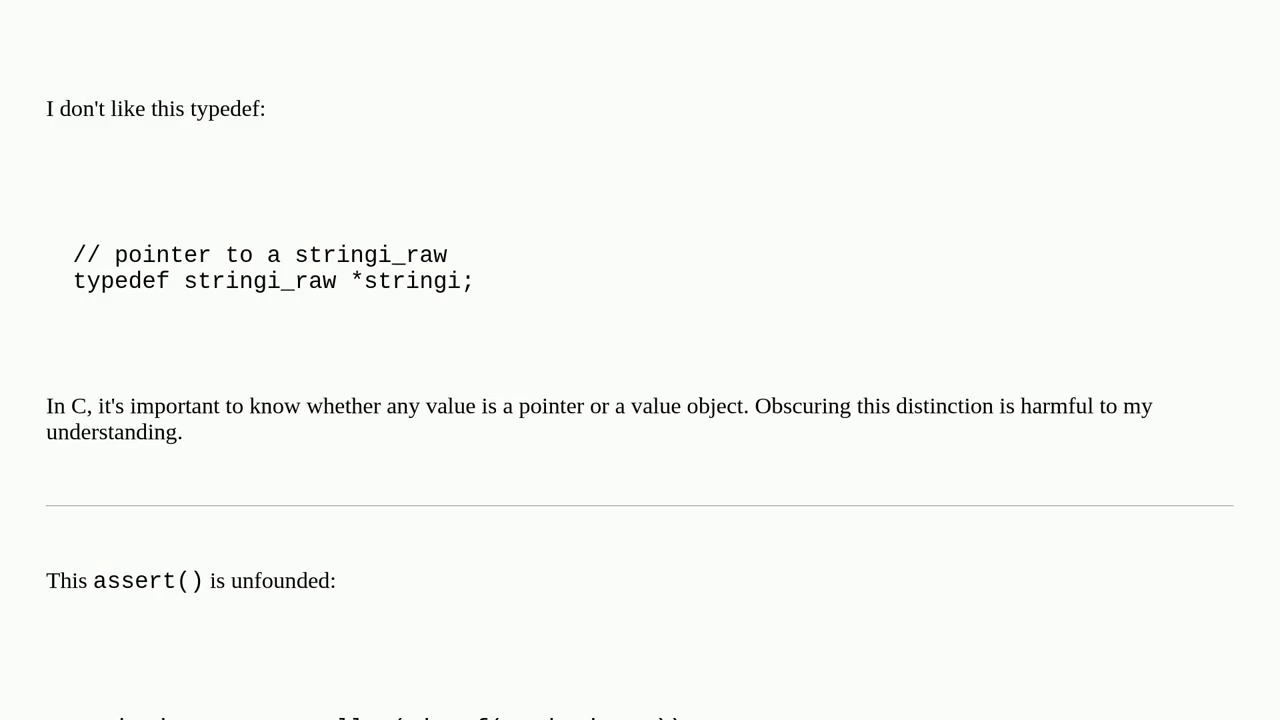 I don't like this typedef:
// pointer to a stringi_raw
typedef stringi_raw *stringi;
In C, it's important to know whether any value is a pointer or a value object. Obscuring this distinction is harmful to my
understanding.
This assert() is unfounded: